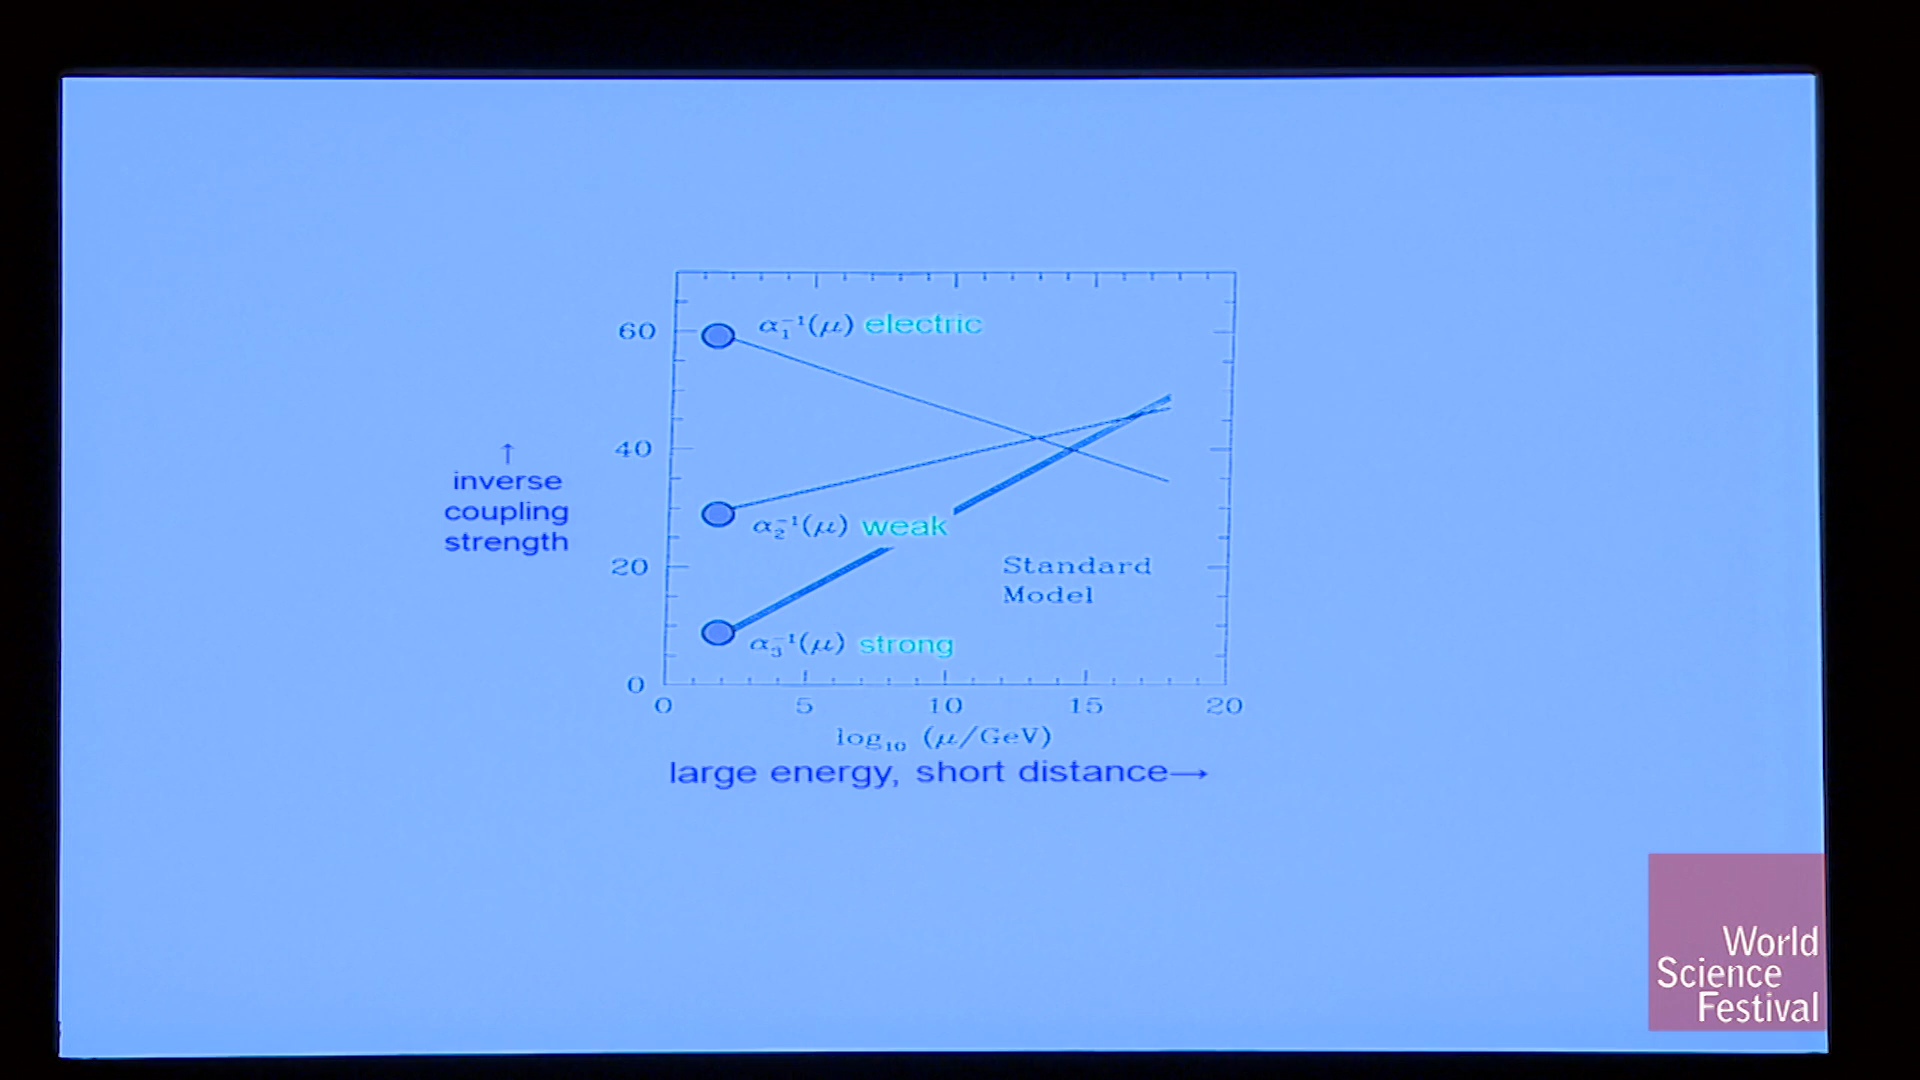 60
α₁⁻¹(μ) electric
40
↑
inverse
coupling
strength
α₂⁻¹(μ) weak
20
Standard
Model
α₃⁻¹(μ) strong
0
0 5 10 15 20
log₁₀ (μ/GeV)
large energy, short distance→
World
Science
Festival